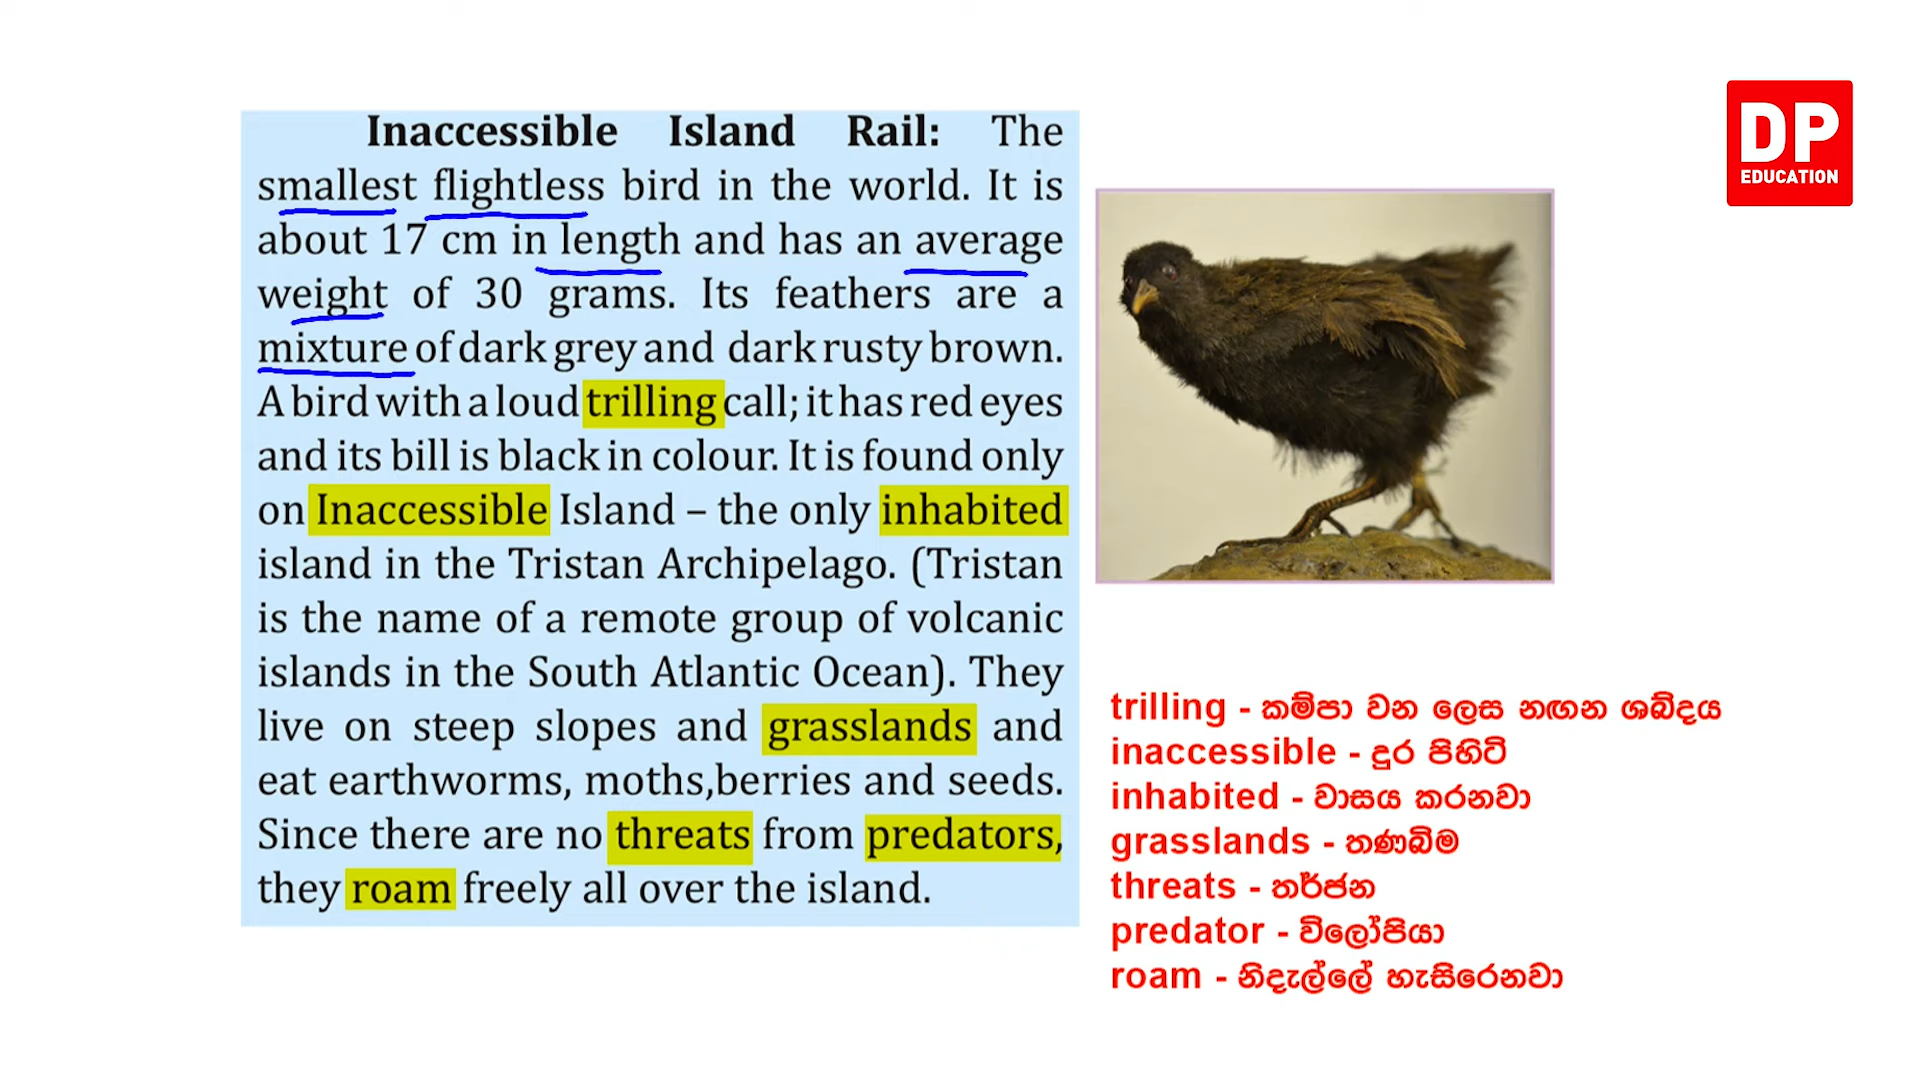 Inaccessible Island Rail: The
smallest flightless bird in the world. It is
about 17 cm in length and has an average
weight of 30 grams. Its feathers are a
mixture of dark grey and dark rusty brown.
A bird with a loud trilling call; it has red eyes
and its bill is black in colour. It is found only
on Inaccessible Island – the only inhabited
island in the Tristan Archipelago. (Tristan
is the name of a remote group of volcanic
islands in the South Atlantic Ocean). They
live on steep slopes and grasslands and
eat earthworms, moths,berries and seeds.
Since there are no threats from predators,
they roam freely all over the island.
DP
EDUCATION
trilling - කම්පා වන ලෙස නඟන ශබ්දය
inaccessible - දුර පිහිටි
inhabited - වාසය කරනවා
grasslands - තණබිම
threats - තර්ජන
predator - විලෝපියා
roam - නිදැල්ලේ හැසිරෙනවා